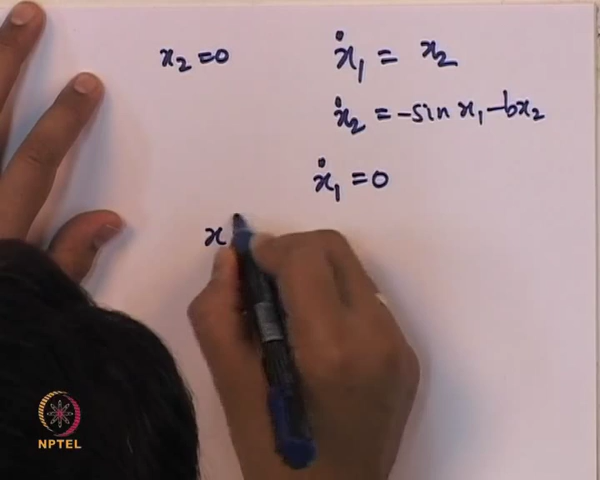 x₂ = 0    ẋ₁ = x₂
ẋ₂ = -sin x₁ - bx₂
ẋ₁ = 0
x
NPTEL